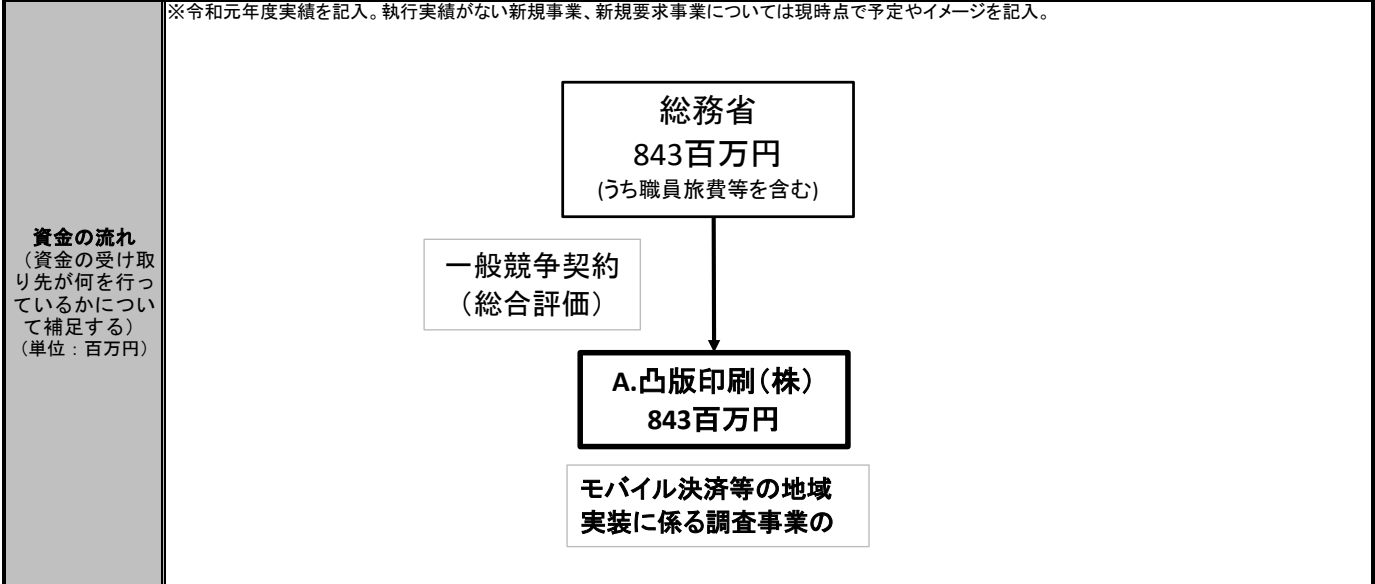 ※令和元年度実績を記入。執行実績がない新規事業、新規要求事業については現時点で予定やイメージを記入。
資金の流れ
（資金の受け取
り先が何を行っ
ているかについ
て補足する）
（単位：百万円）
総務省
843百万円
(うち職員旅費等を含む)
一般競争契約
（総合評価）
A.凸版印刷（株）
843百万円
モバイル決済等の地域
実装に係る調査事業の